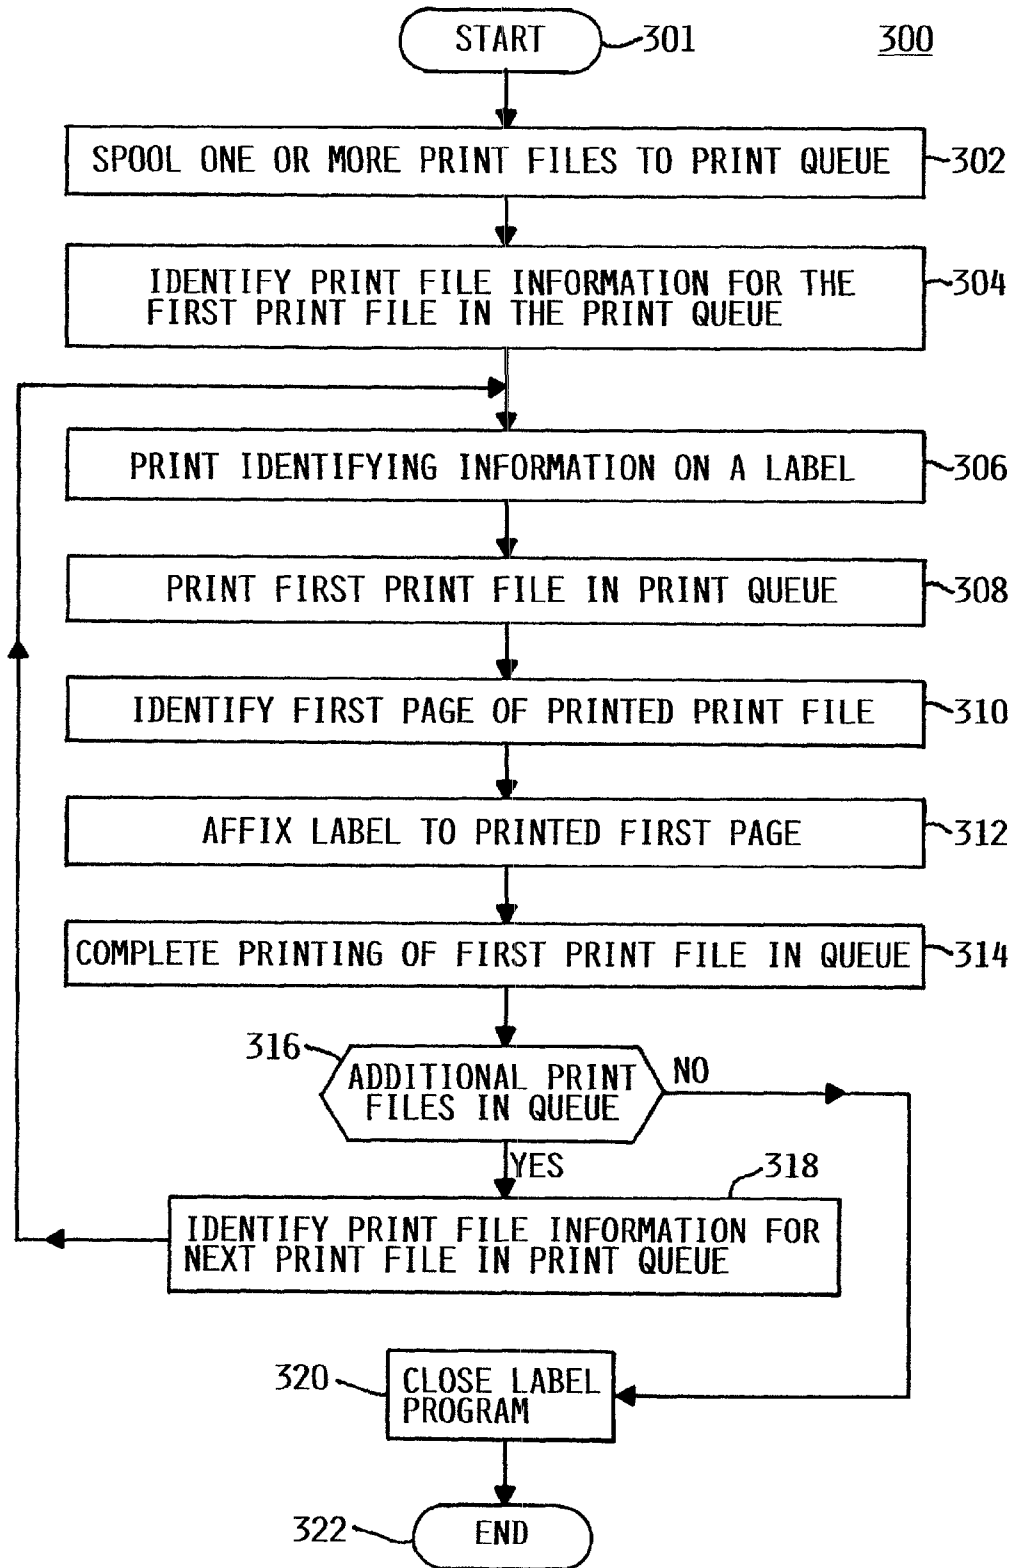 START
301
300
SPOOL ONE OR MORE PRINT FILES TO PRINT QUEUE
302
IDENTIFY PRINT FILE INFORMATION FOR THE
FIRST PRINT FILE IN THE PRINT QUEUE
304
PRINT IDENTIFYING INFORMATION ON A LABEL
306
PRINT FIRST PRINT FILE IN PRINT QUEUE
308
IDENTIFY FIRST PAGE OF PRINTED PRINT FILE
310
AFFIX LABEL TO PRINTED FIRST PAGE
312
COMPLETE PRINTING OF FIRST PRINT FILE IN QUEUE
314
316
ADDITIONAL PRINT
FILES IN QUEUE
NO
YES
318
IDENTIFY PRINT FILE INFORMATION FOR
NEXT PRINT FILE IN PRINT QUEUE
320
CLOSE LABEL
PROGRAM
322
END